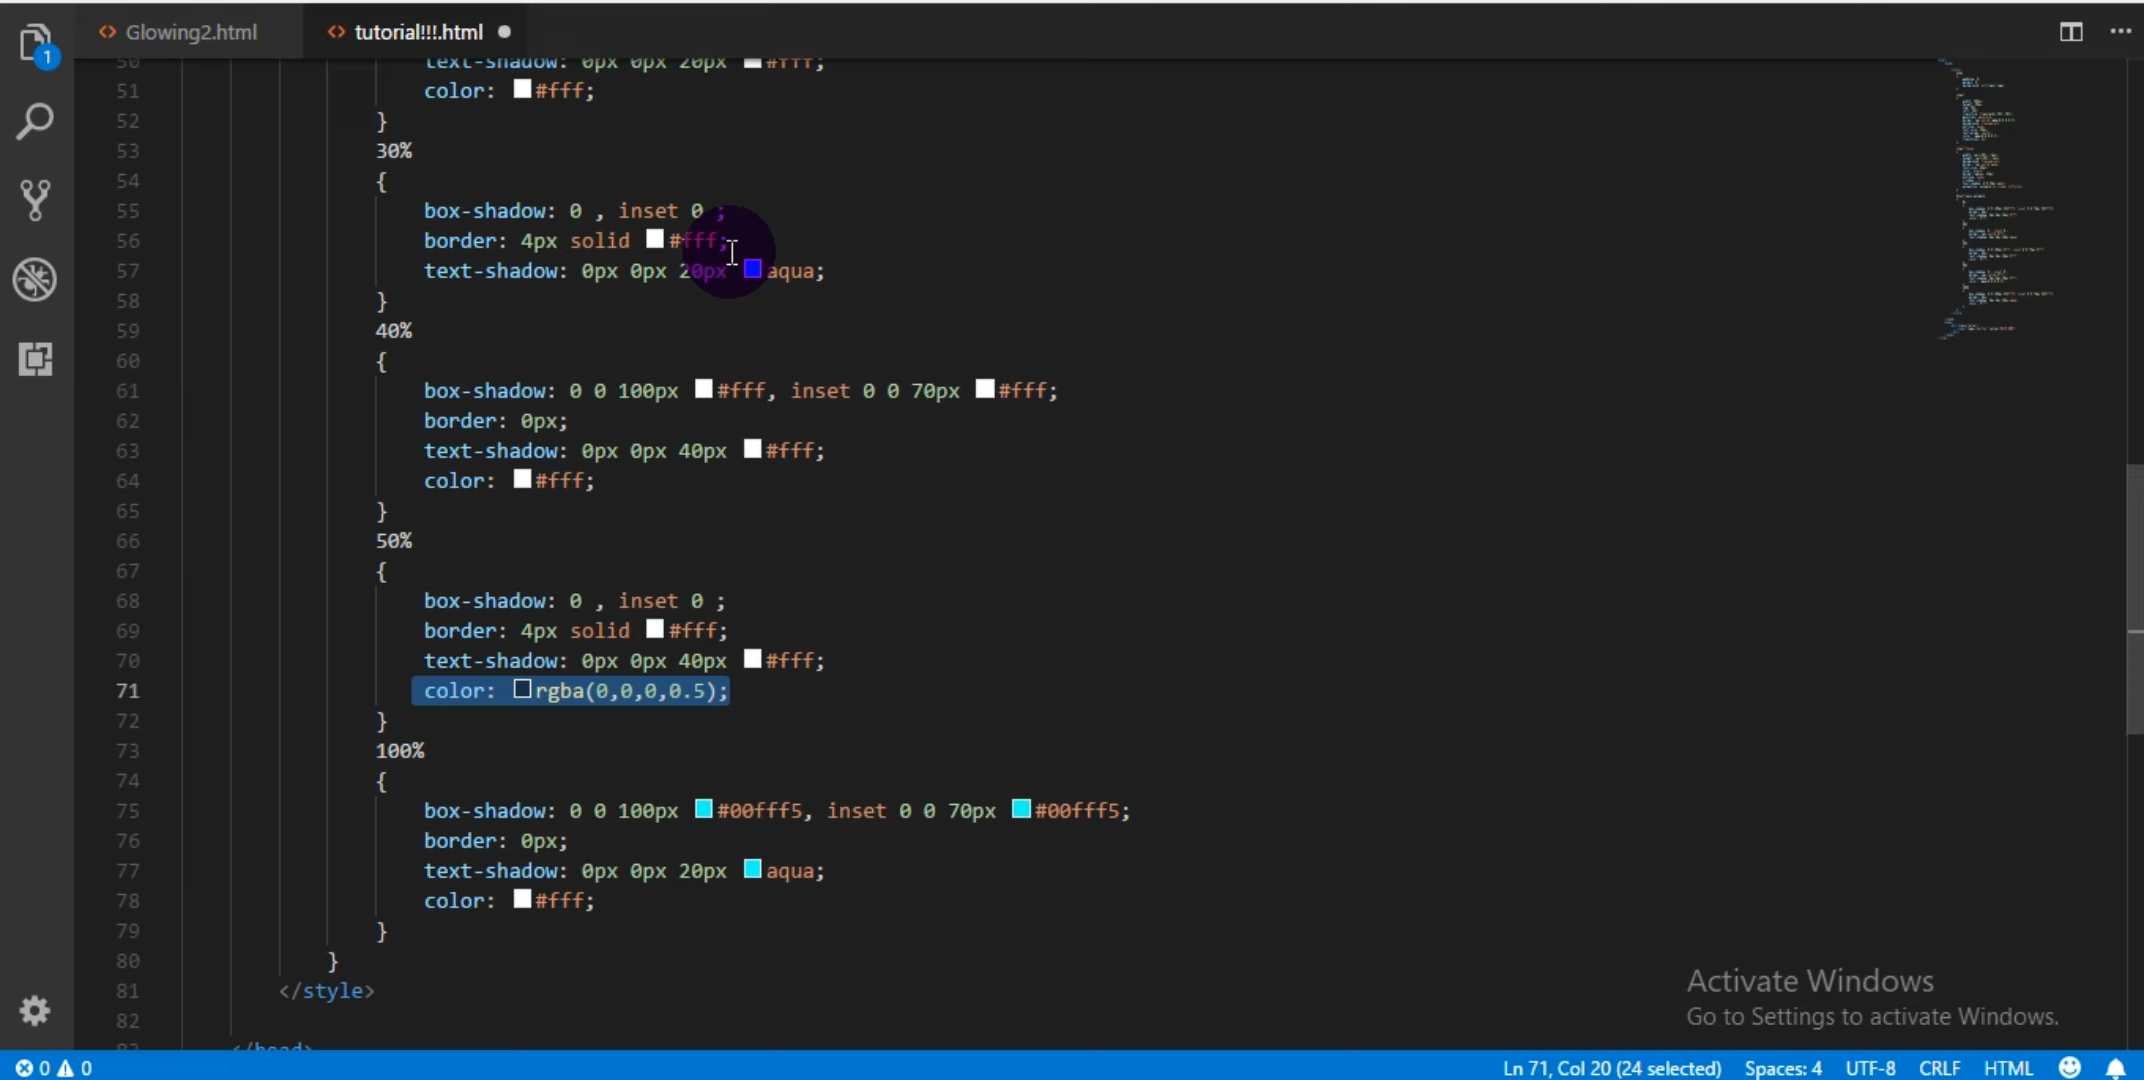 Glowing2.html
tutorial!!!.html
1
50 text-shadow: 0px 0px 20px #fff;
51 color: #fff;
52 }
53 30%
54 {
55 box-shadow: 0 , inset 0 ;
56 border: 4px solid #fff;
57 text-shadow: 0px 0px 20px aqua;
58 }
59 40%
60 {
61 box-shadow: 0 0 100px #fff, inset 0 0 70px #fff;
62 border: 0px;
63 text-shadow: 0px 0px 40px #fff;
64 color: #fff;
65 }
66 50%
67 {
68 box-shadow: 0 , inset 0 ;
69 border: 4px solid #fff;
70 text-shadow: 0px 0px 40px #fff;
71 color: rgba(0,0,0,0.5);
72 }
73 100%
74 {
75 box-shadow: 0 0 100px #00fff5, inset 0 0 70px #00fff5;
76 border: 0px;
77 text-shadow: 0px 0px 20px aqua;
78 color: #fff;
79 }
80 }
81 </style>
82
83 </head>
Activate Windows
Go to Settings to activate Windows.
0 0
Ln 71, Col 20 (24 selected) Spaces: 4 UTF-8 CRLF HTML